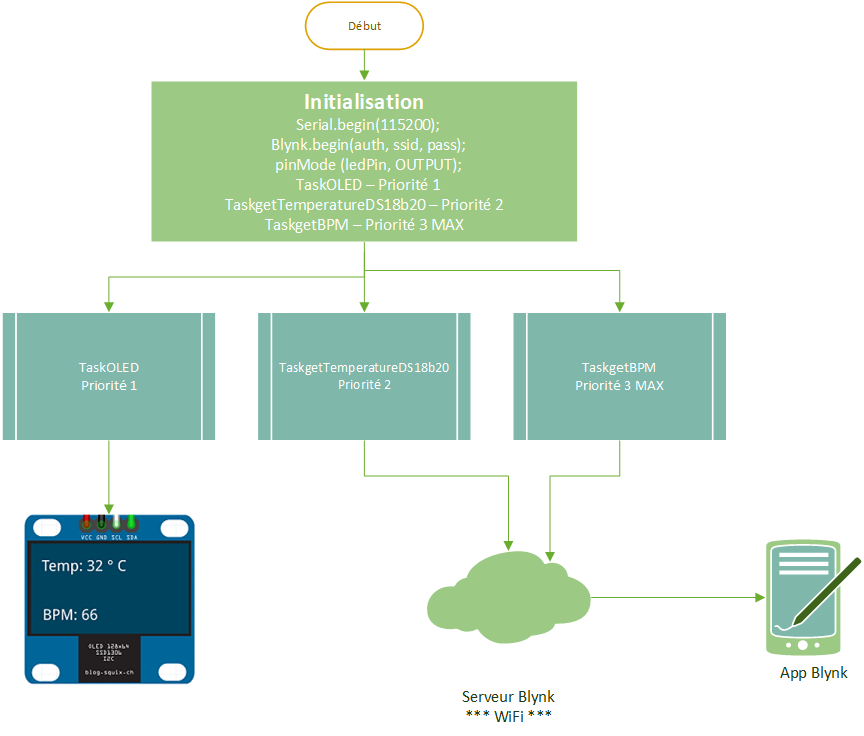 Début
Initialisation
Serial.begin(115200);
Blynk.begin(auth, ssid, pass);
pinMode (ledPin, OUTPUT);
TaskOLED – Priorité 1
TaskgetTemperatureDS18b20 – Priorité 2
TaskgetBPM – Priorité 3 MAX
TaskOLED
Priorité 1
TaskgetTemperatureDS18b20
Priorité 2
TaskgetBPM
Priorité 3 MAX
VCC GND SCL SDA
Temp: 32 ° C
BPM: 66
OLED 128x64
SSD1306
I2C
blog.squix.ch
Serveur Blynk
*** WiFi ***
App Blynk